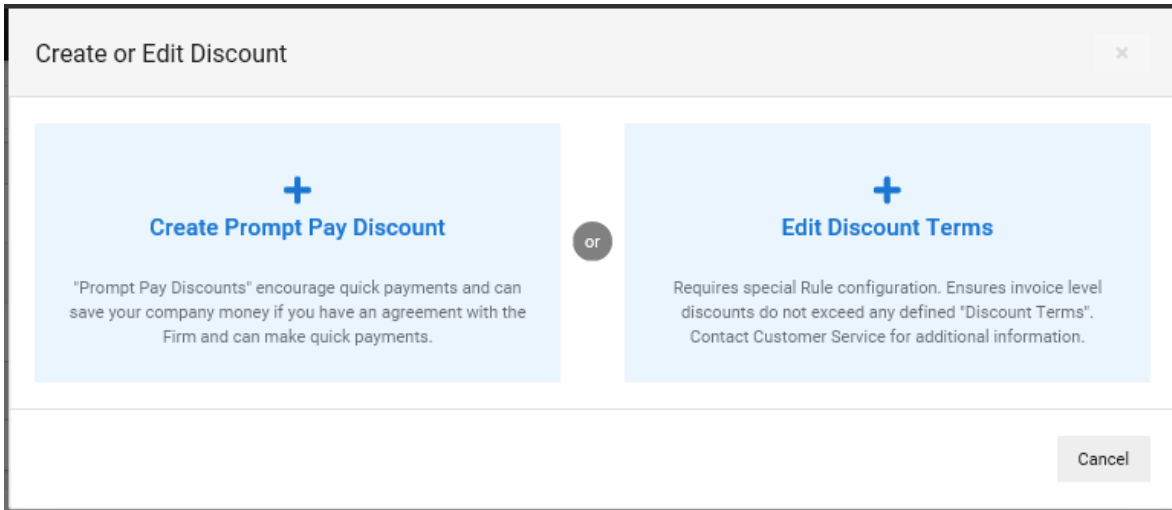 Create or Edit Discount
×
Create Prompt Pay Discount
"Prompt Pay Discounts" encourage quick payments and can
save your company money if you have an agreement with the
Firm and can make quick payments.
or
Edit Discount Terms
Requires special Rule configuration. Ensures invoice level
discounts do not exceed any defined "Discount Terms".
Contact Customer Service for additional information.
Cancel